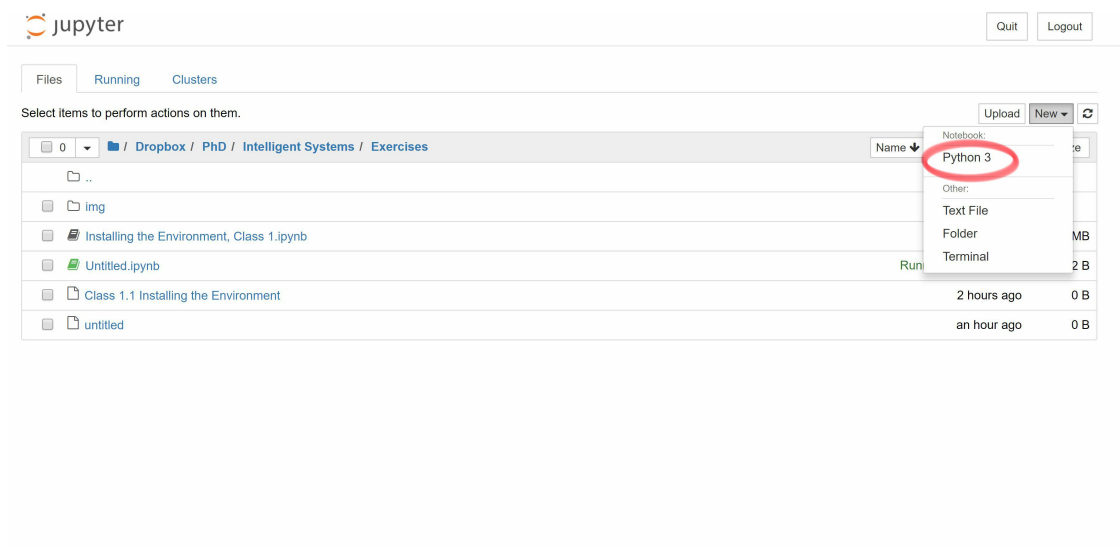 jupyter
Quit Logout
Files Running Clusters
Select items to perform actions on them.
Upload New
0 / Dropbox / PhD / Intelligent Systems / Exercises
Name
Notebook:
Python 3
Other:
Text File
Folder
Terminal
..
img
Installing the Environment, Class 1.ipynb
MB
Untitled.ipynb
2 B
Class 1.1 Installing the Environment 2 hours ago 0 B
untitled an hour ago 0 B